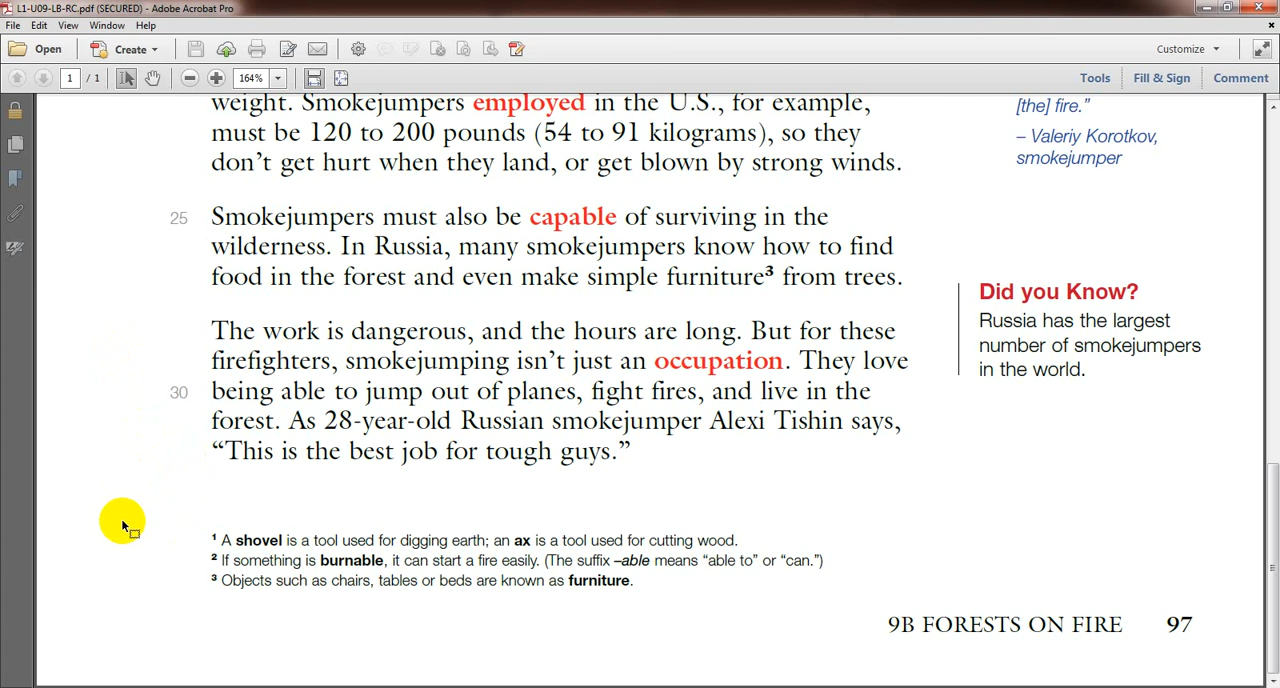 L1-U09-LB-RC.pdf (SECURED) - Adobe Acrobat Pro
File Edit View Window Help
Open Create Customize
1 / 1 164% Tools Fill & Sign Comment
weight. Smokejumpers employed in the U.S., for example,
must be 120 to 200 pounds (54 to 91 kilograms), so they
don't get hurt when they land, or get blown by strong winds.
[the] fire."
– Valeriy Korotkov,
smokejumper
25 Smokejumpers must also be capable of surviving in the
wilderness. In Russia, many smokejumpers know how to find
food in the forest and even make simple furniture³ from trees.
Did you Know?
Russia has the largest
number of smokejumpers
in the world.
The work is dangerous, and the hours are long. But for these
firefighters, smokejumping isn't just an occupation. They love
30 being able to jump out of planes, fight fires, and live in the
forest. As 28-year-old Russian smokejumper Alexi Tishin says,
“This is the best job for tough guys.”
¹ A shovel is a tool used for digging earth; an ax is a tool used for cutting wood.
² If something is burnable, it can start a fire easily. (The suffix –able means “able to” or “can.”)
³ Objects such as chairs, tables or beds are known as furniture.
9B FORESTS ON FIRE 97